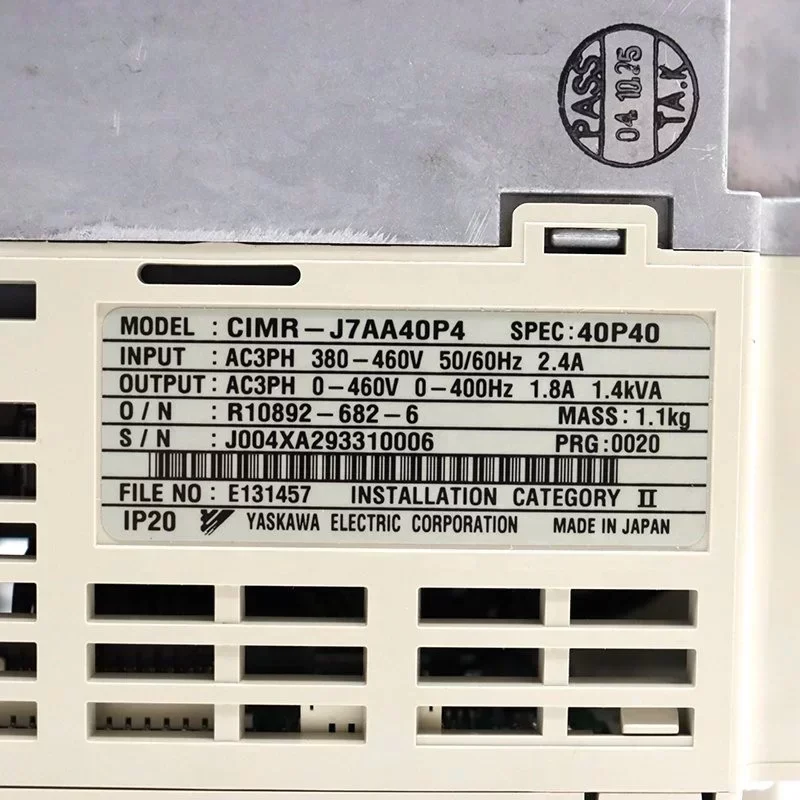 PASS
04.10.25
TA.K
MODEL : CIMR-J7AA40P4 SPEC:40P40
INPUT : AC3PH 380-460V 50/60Hz 2.4A
OUTPUT : AC3PH 0-460V 0-400Hz 1.8A 1.4kVA
O/N : R10892-682-6 MASS: 1.1kg
S/N : J004XA293310006 PRG:0020
FILE NO : E131457 INSTALLATION CATEGORY II
IP20 YASKAWA ELECTRIC CORPORATION MADE IN JAPAN